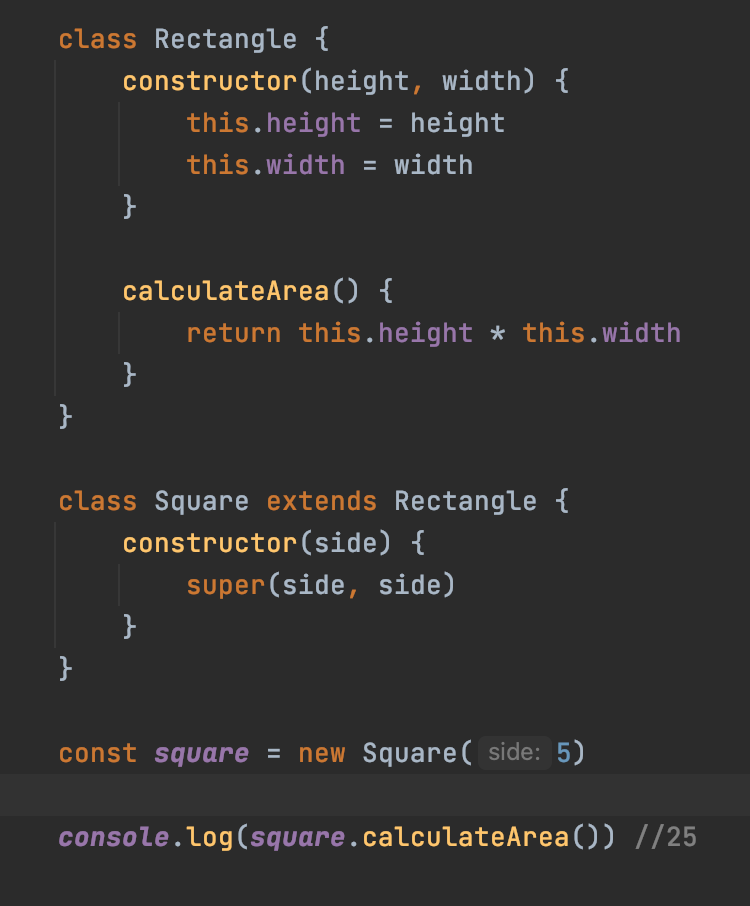 class Rectangle {
    constructor(height, width) {
        this.height = height
        this.width = width
    }

    calculateArea() {
        return this.height * this.width
    }
}

class Square extends Rectangle {
    constructor(side) {
        super(side, side)
    }
}

const square = new Square( side: 5)

console.log(square.calculateArea()) //25